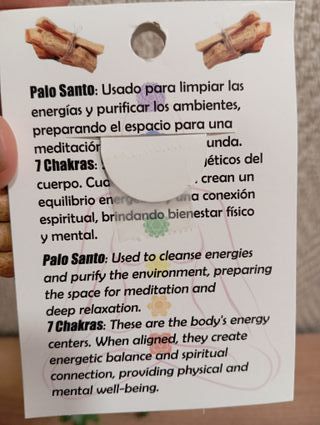 Palo Santo: Usado para limpiar las
energías y purificar los ambientes,
preparando el espacio para una
meditación unda.
7 Chakras: géticos del
cuerpo. Cua crean un
equilibrio en na conexión
espiritual, brindando bienestar físico
y mental.
Palo Santo: Used to cleanse energies
and purify the environment, preparing
the space for meditation and
deep relaxation.
7 Chakras: These are the body's energy
centers. When aligned, they create
energetic balance and spiritual
connection, providing physical and
mental well-being.